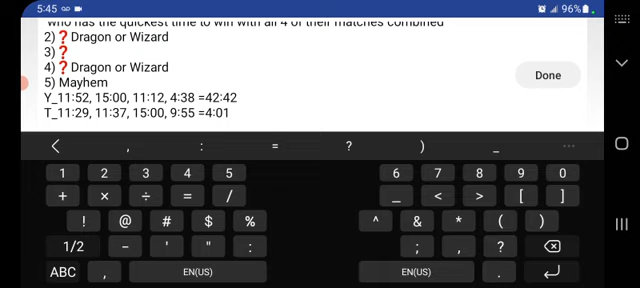 5:45 96%
who has the quickest time to win with all 4 of their matches combined
2)❓Dragon or Wizard
3)❓
4)❓Dragon or Wizard
5) Mayhem
Y_11:52, 15:00, 11:12, 4:38 =42:42
T_11:29, 11:37, 15:00, 9:55 =4:01
Done
, : = ? ) _ ...
1 2 3 4 5 6 7 8 9 0
+ × ÷ = / _ < > [ ]
! @ # $ % ^ & * ( )
1/2 - ' " : ; , ?
ABC , EN(US) EN(US) .